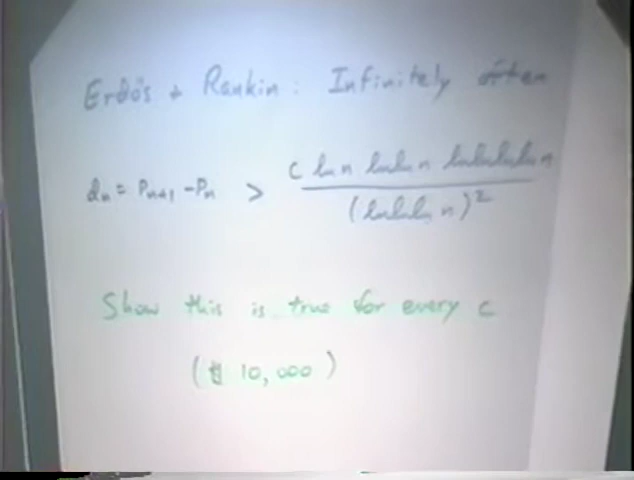 Erdős + Rankin: Infinitely often
dₙ = Pₙ₊₁ - Pₙ > c ln n lnln n lnlnlnln n / (lnlnln n)²
Show this is true for every c
($ 10,000)